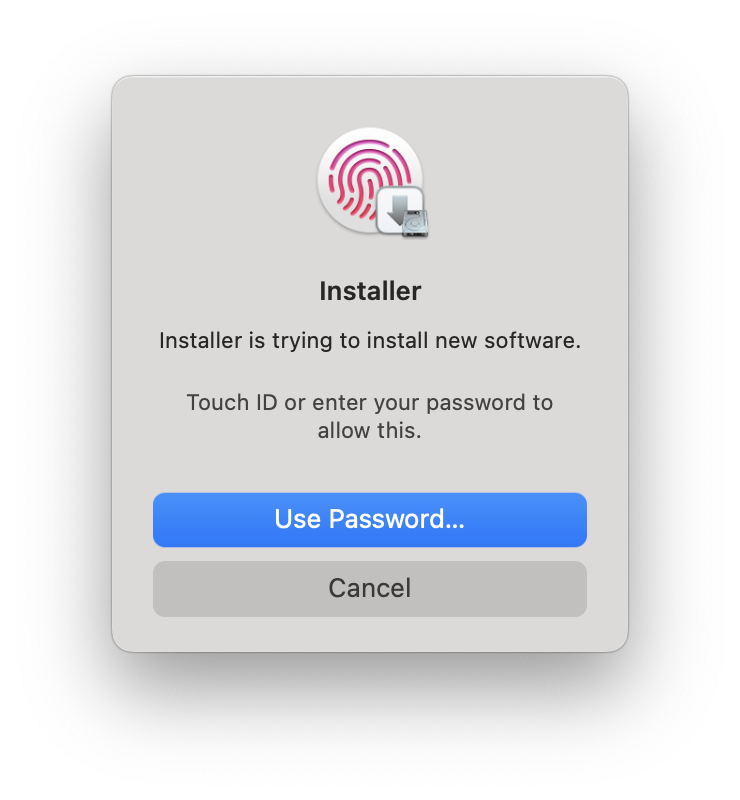 Installer
Installer is trying to install new software.
Touch ID or enter your password to
allow this.
Use Password...
Cancel